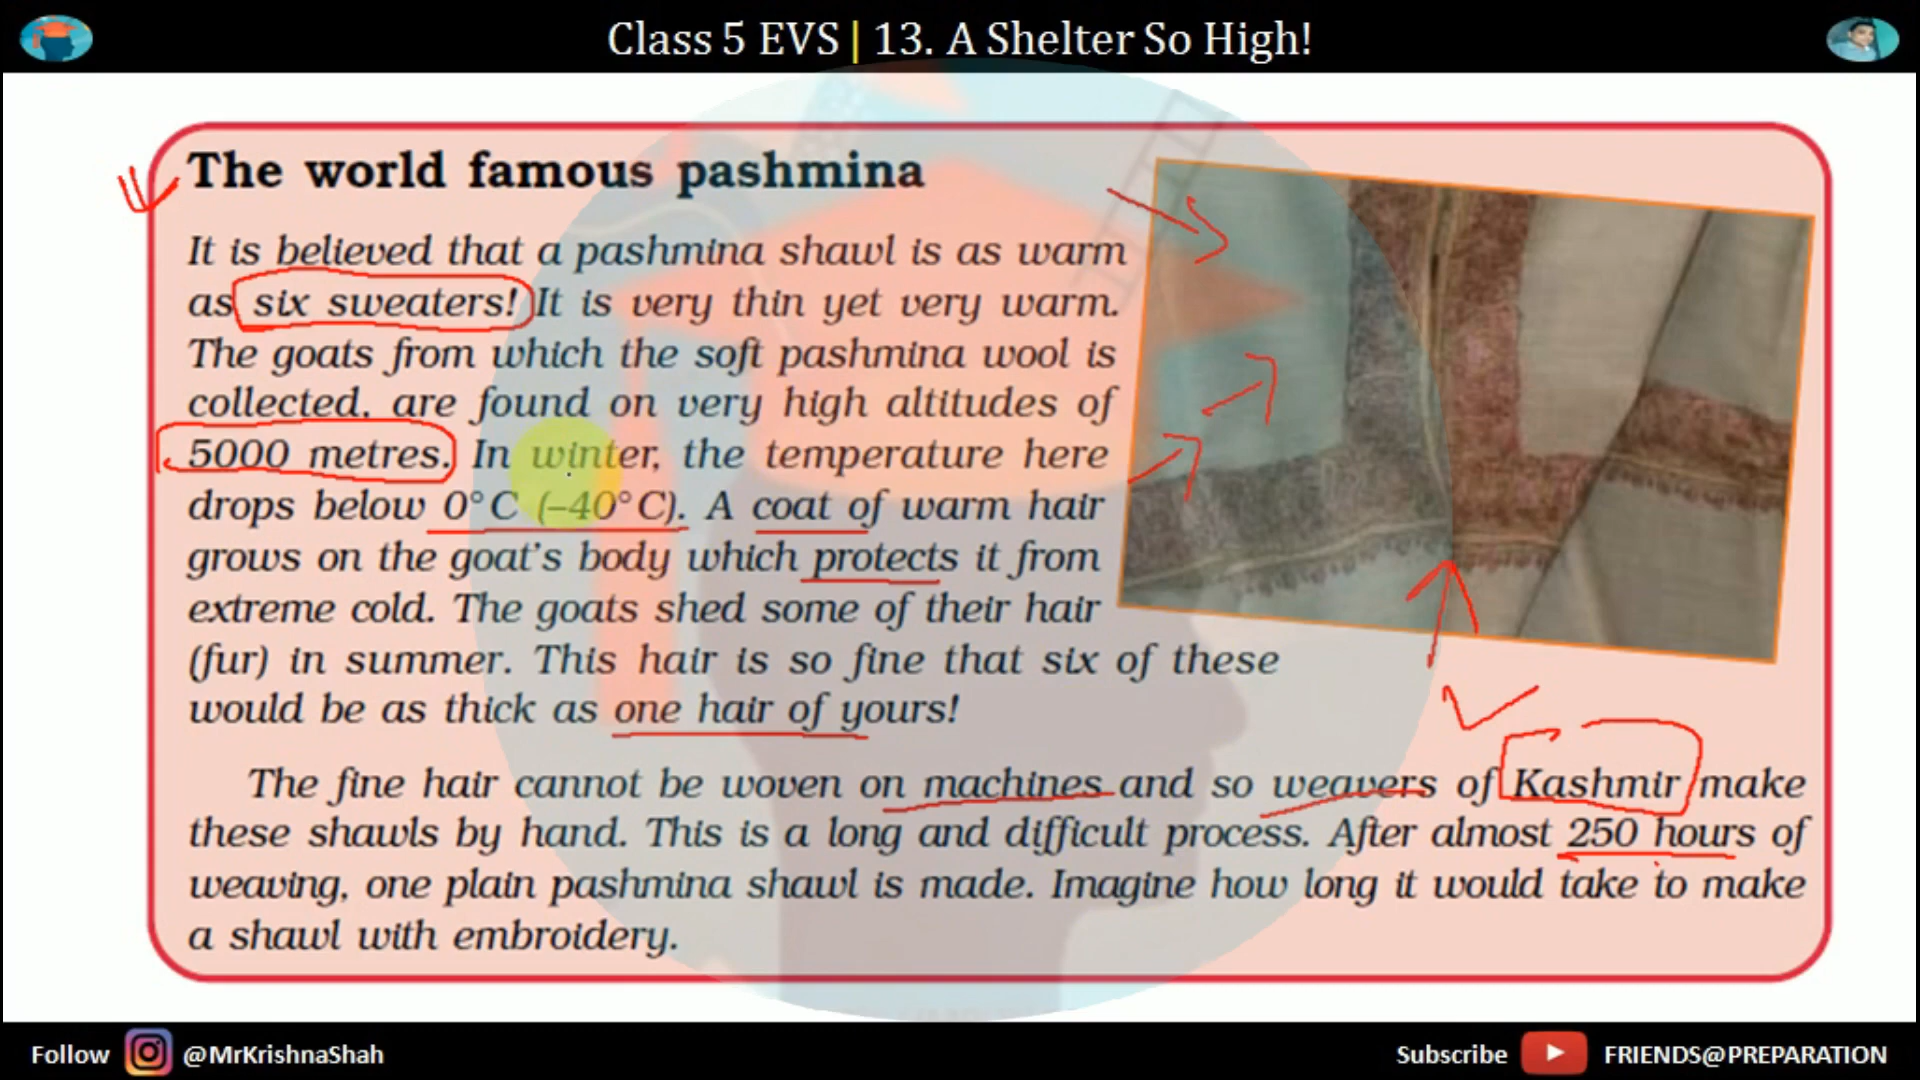 Class 5 EVS | 13. A Shelter So High!
The world famous pashmina
It is believed that a pashmina shawl is as warm
as six sweaters! It is very thin yet very warm.
The goats from which the soft pashmina wool is
collected, are found on very high altitudes of
5000 metres. In winter, the temperature here
drops below 0°C (–40°C). A coat of warm hair
grows on the goat's body which protects it from
extreme cold. The goats shed some of their hair
(fur) in summer. This hair is so fine that six of these
would be as thick as one hair of yours!
The fine hair cannot be woven on machines and so weavers of Kashmir make
these shawls by hand. This is a long and difficult process. After almost 250 hours of
weaving, one plain pashmina shawl is made. Imagine how long it would take to make
a shawl with embroidery.
Follow @MrKrishnaShah
Subscribe FRIENDS@PREPARATION